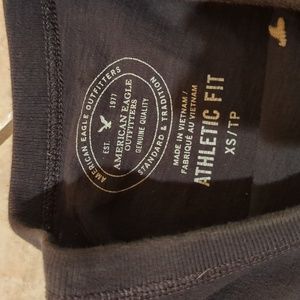 AMERICAN EAGLE OUTFITTERS
EST. 1977
AMERICAN EAGLE
OUTFITTERS
GENUINE QUALITY
STANDARD & TRADITION
MADE IN VIETNAM /
FABRIQUÉ AU VIETNAM
ATHLETIC FIT
XS / TP